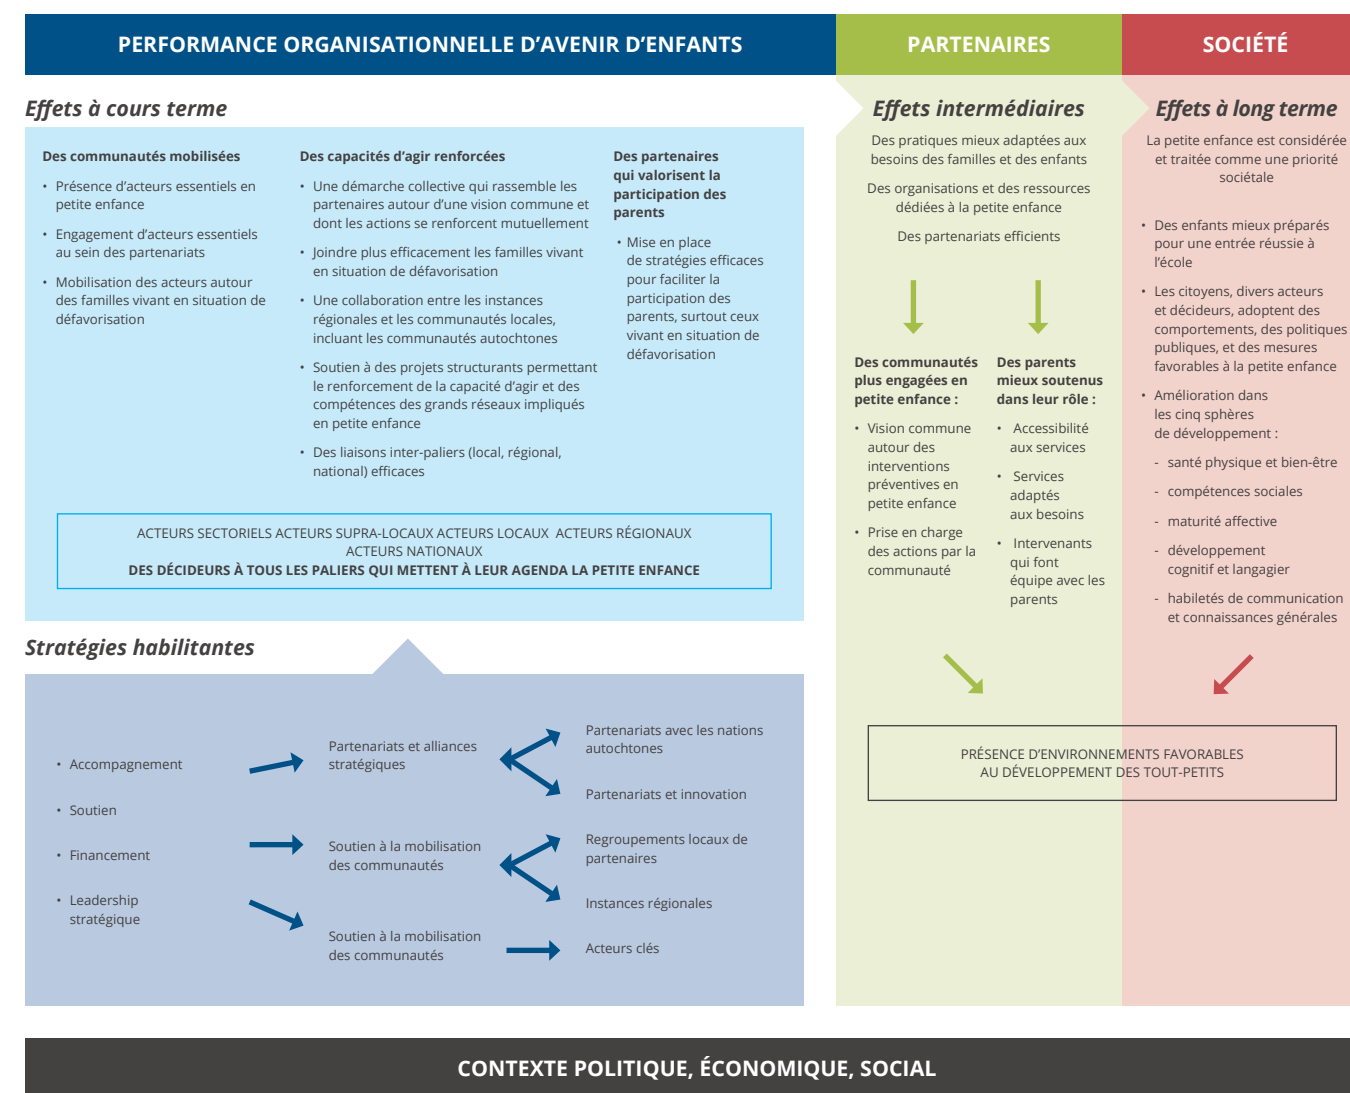 PERFORMANCE ORGANISATIONNELLE D’AVENIR D’ENFANTS
PARTENAIRES
SOCIÉTÉ
Effets à cours terme
Des communautés mobilisées
• Présence d’acteurs essentiels en
petite enfance
• Engagement d’acteurs essentiels
au sein des partenariats
• Mobilisation des acteurs autour
des familles vivant en situation de
défavorisation
Des capacités d’agir renforcées
• Une démarche collective qui rassemble les
partenaires autour d’une vision commune et
dont les actions se renforcent mutuellement
• Joindre plus efficacement les familles vivant
en situation de défavorisation
• Une collaboration entre les instances
régionales et les communautés locales,
incluant les communautés autochtones
• Soutien à des projets structurants permettant
le renforcement de la capacité d’agir et des
compétences des grands réseaux impliqués
en petite enfance
• Des liaisons inter-paliers (local, régional,
national) efficaces
Des partenaires
qui valorisent la
participation des
parents
• Mise en place
de stratégies efficaces
pour faciliter la
participation des
parents, surtout ceux
vivant en situation de
défavorisation
ACTEURS SECTORIELS ACTEURS SUPRA-LOCAUX ACTEURS LOCAUX  ACTEURS RÉGIONAUX
ACTEURS NATIONAUX
DES DÉCIDEURS À TOUS LES PALIERS QUI METTENT À LEUR AGENDA LA PETITE ENFANCE
Stratégies habilitantes
• Accompagnement
• Soutien
• Financement
• Leadership
stratégique
Partenariats et alliances
stratégiques
Soutien à la mobilisation
des communautés
Soutien à la mobilisation
des communautés
Partenariats avec les nations
autochtones
Partenariats et innovation
Regroupements locaux de
partenaires
Instances régionales
Acteurs clés
Effets intermédiaires
Des pratiques mieux adaptées aux
besoins des familles et des enfants
Des organisations et des ressources
dédiées à la petite enfance
Des partenariats efficients
Des communautés
plus engagées en
petite enfance :
• Vision commune
autour des
interventions
préventives en
petite enfance
• Prise en charge
des actions par la
communauté
Des parents
mieux soutenus
dans leur rôle :
• Accessibilité
aux services
• Services
adaptés
aux besoins
• Intervenants
qui font
équipe avec les
parents
Effets à long terme
La petite enfance est considérée
et traitée comme une priorité
sociétale
• Des enfants mieux préparés
pour une entrée réussie à
l’école
• Les citoyens, divers acteurs
et décideurs, adoptent des
comportements, des politiques
publiques, et des mesures
favorables à la petite enfance
• Amélioration dans
les cinq sphères
de développement :
- santé physique et bien-être
- compétences sociales
- maturité affective
- développement
cognitif et langagier
- habiletés de communication
et connaissances générales
PRÉSENCE D’ENVIRONNEMENTS FAVORABLES
AU DÉVELOPPEMENT DES TOUT-PETITS
CONTEXTE POLITIQUE, ÉCONOMIQUE, SOCIAL